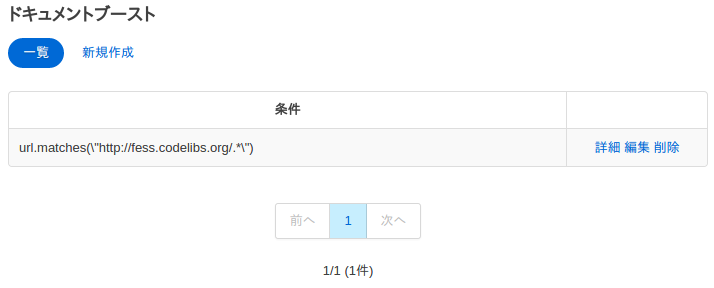 ドキュメントブースト
一覧 新規作成
条件
url.matches(\"http://fess.codelibs.org/.*\") 詳細 編集 削除
前へ 1 次へ
1/1 (1件)